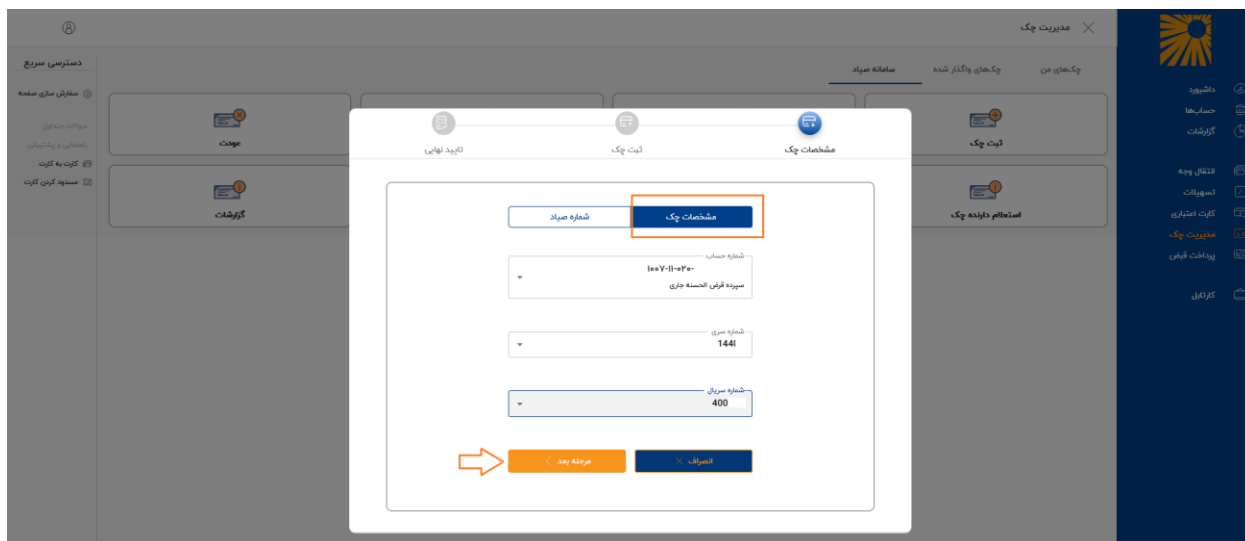 مدیریت چک
چک‌های من
چک‌های واگذار شده
سامانه صیاد
داشبورد
حساب‌ها
گزارشات
انتقال وجه
تسهیلات
کارت اعتباری
مدیریت چک
پرداخت قبض
کارتابل
ثبت چک
عودت
استعلام دارنده چک
گزارشات
دسترسی سریع
سفارش سازی صفحه
سوالات متداول
راهنمایی و پشتیبانی
کارت به کارت
مسدود کردن کارت
مشخصات چک
ثبت چک
تایید نهایی
مشخصات چک
شماره صیاد
شماره حساب
۱۰۰۷-۱۱-۰۲۰-
سپرده قرض الحسنه جاری
شماره سری
شماره سریال
400
انصراف
مرحله بعد